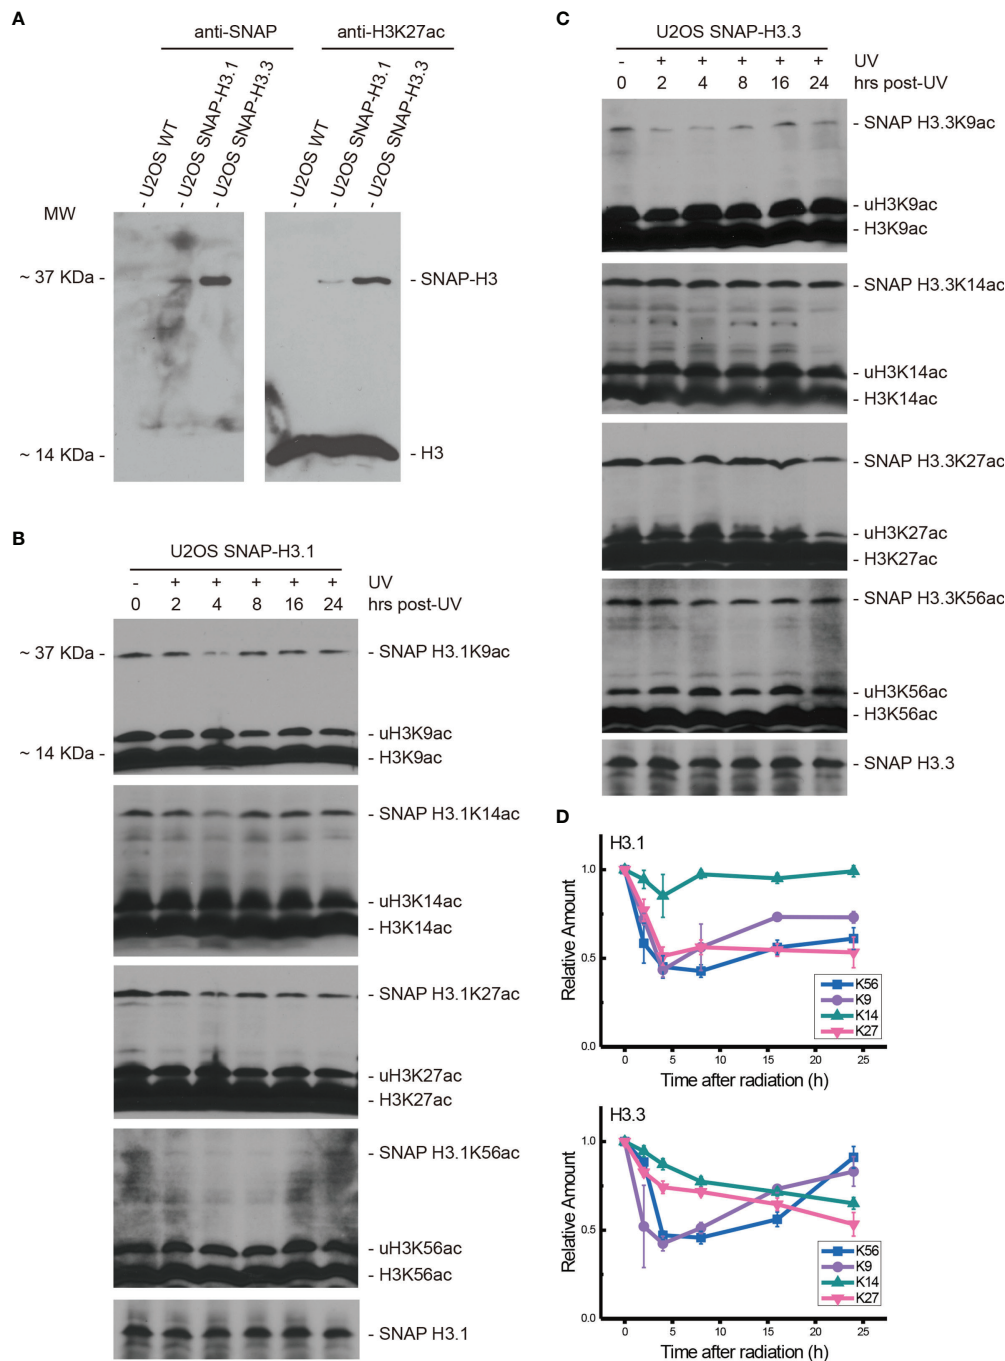 A
anti-SNAP
anti-H3K27ac
- U2OS WT
- U2OS SNAP-H3.1
- U2OS SNAP-H3.3
- U2OS WT
- U2OS SNAP-H3.1
- U2OS SNAP-H3.3
MW
~ 37 KDa -
- SNAP-H3
~ 14 KDa -
- H3
B
U2OS SNAP-H3.1
- + + + + + UV
0 2 4 8 16 24 hrs post-UV
~ 37 KDa -
- SNAP H3.1K9ac
- uH3K9ac
~ 14 KDa -
- H3K9ac
- SNAP H3.1K14ac
- uH3K14ac
- H3K14ac
- SNAP H3.1K27ac
- uH3K27ac
- H3K27ac
- SNAP H3.1K56ac
- uH3K56ac
- H3K56ac
- SNAP H3.1
C
U2OS SNAP-H3.3
- + + + + + UV
0 2 4 8 16 24 hrs post-UV
- SNAP H3.3K9ac
- uH3K9ac
- H3K9ac
- SNAP H3.3K14ac
- uH3K14ac
- H3K14ac
- SNAP H3.3K27ac
- uH3K27ac
- H3K27ac
- SNAP H3.3K56ac
- uH3K56ac
- H3K56ac
- SNAP H3.3
D
H3.1
1.0
0.5
0.0
Relative Amount
K56
K9
K14
K27
0 5 10 15 20 25
Time after radiation (h)
H3.3
1.0
0.5
0.0
Relative Amount
K56
K9
K14
K27
0 5 10 15 20 25
Time after radiation (h)